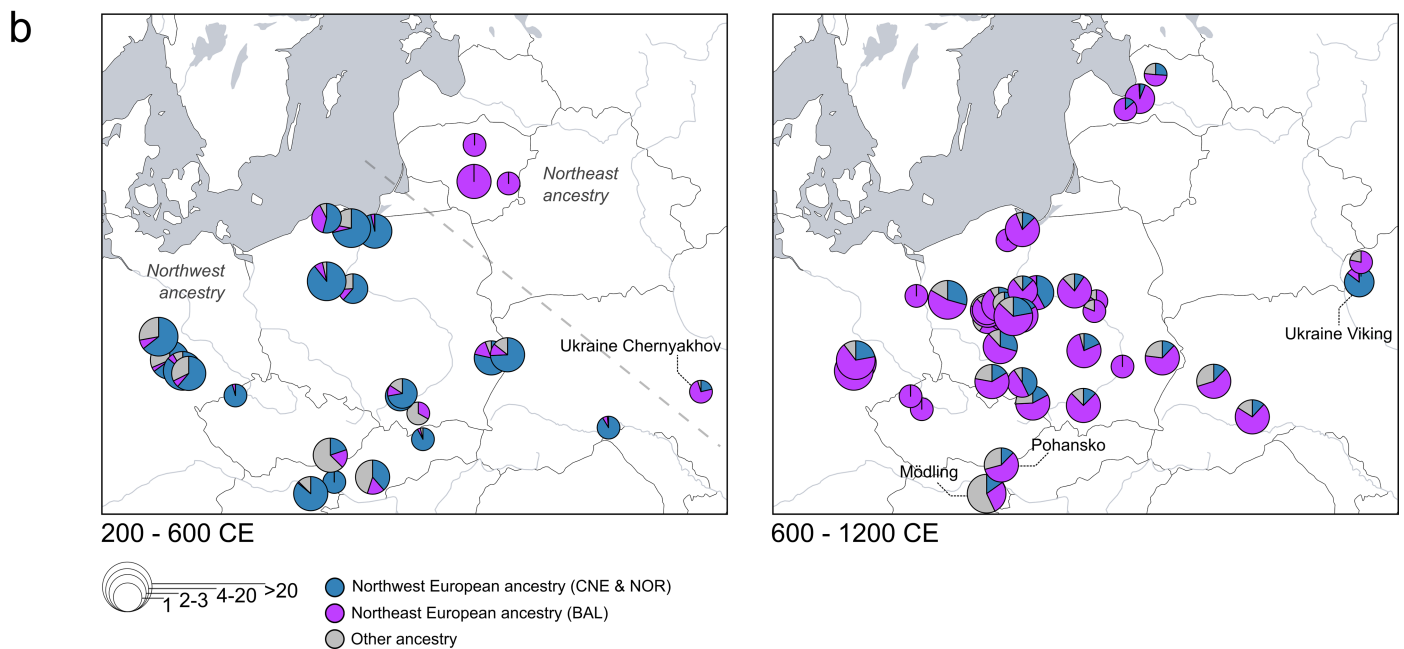 b
Northeast
ancestry
Northwest
ancestry
Ukraine Chernyakhov
200 - 600 CE
Ukraine Viking
Pohansko
Mödling
600 - 1200 CE
1 2-3 4-20 >20
Northwest European ancestry (CNE & NOR)
Northeast European ancestry (BAL)
Other ancestry